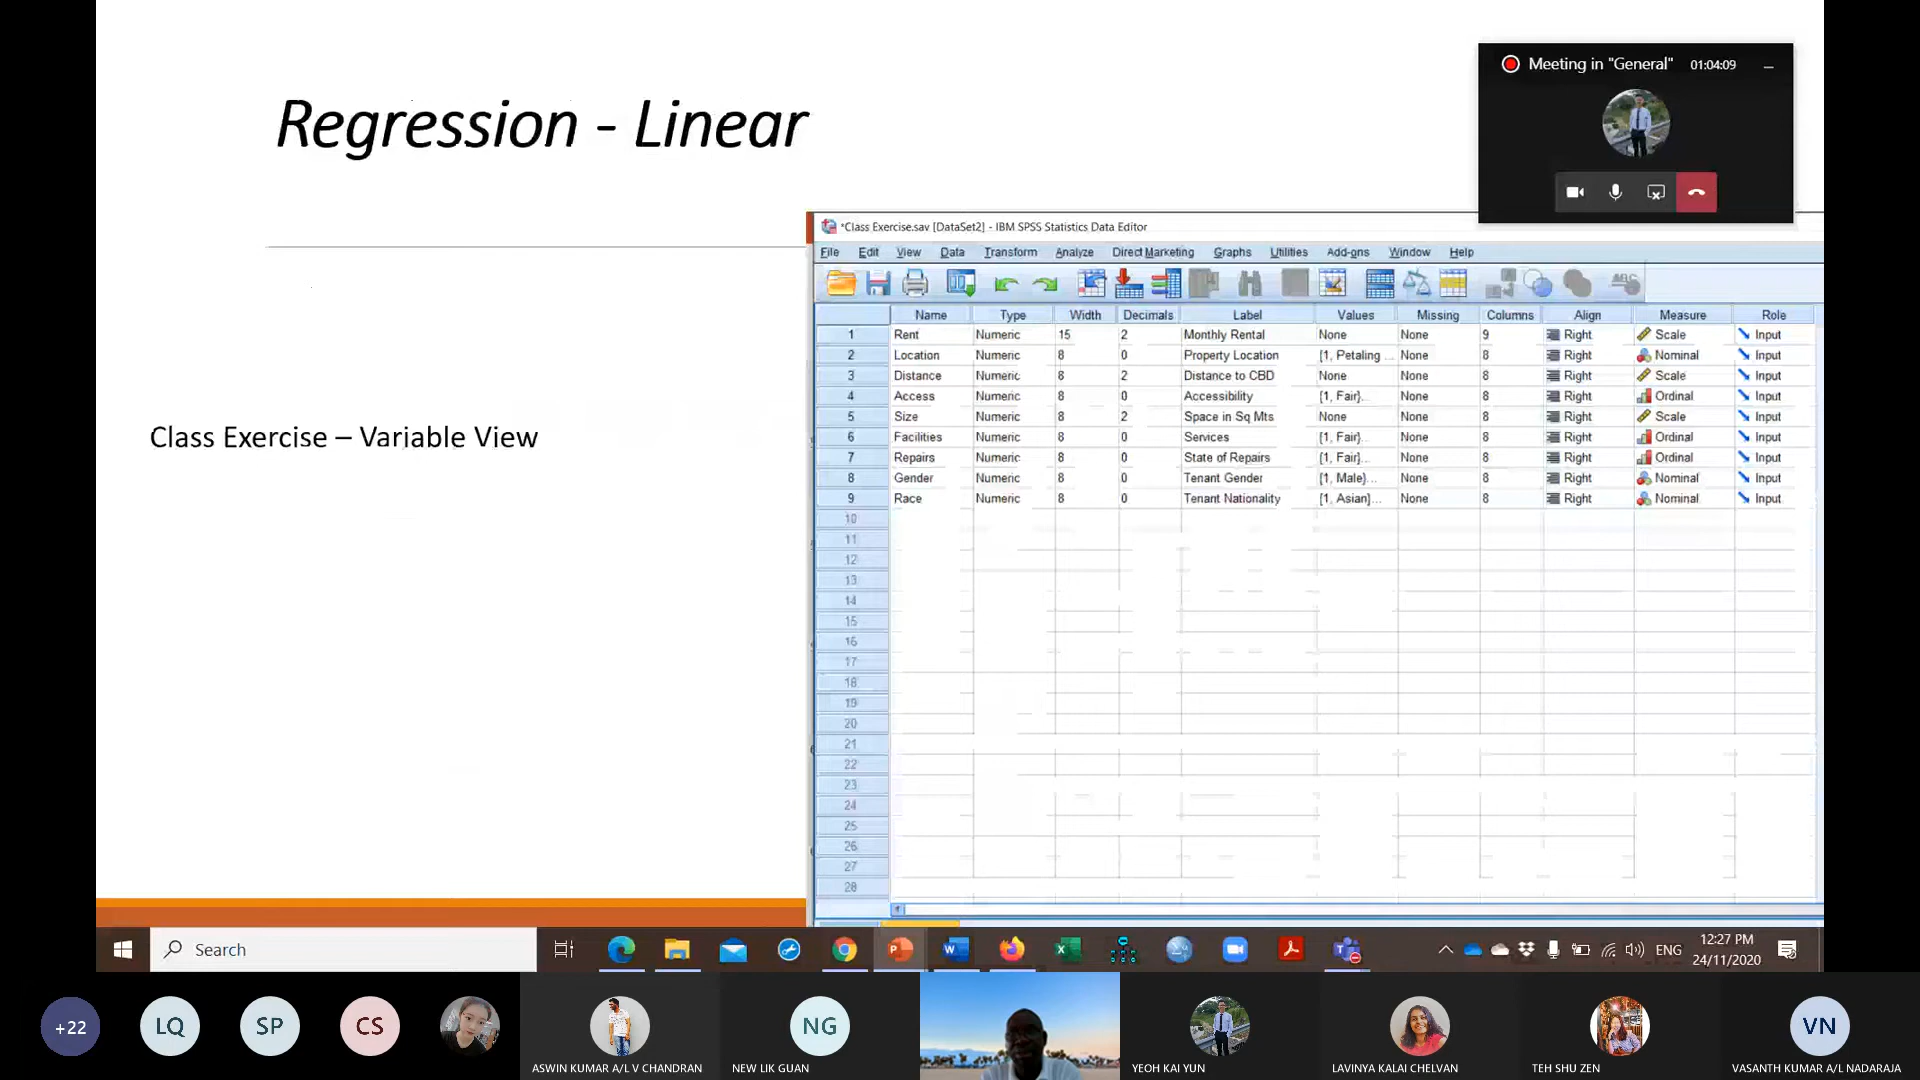 Regression - Linear
Meeting in "General" 01:04:09
*Class Exercise.sav [DataSet2] - IBM SPSS Statistics Data Editor
File Edit View Data Transform Analyze Direct Marketing Graphs Utilities Add-ons Window Help
Name Type Width Decimals Label Values Missing Columns Align Measure Role
1 Rent Numeric 15 2 Monthly Rental None None 9 Right Scale Input
2 Location Numeric 8 0 Property Location {1, Petaling ... None 8 Right Nominal Input
3 Distance Numeric 8 2 Distance to CBD None None 8 Right Scale Input
4 Access Numeric 8 0 Accessibility {1, Fair}... None 8 Right Ordinal Input
5 Size Numeric 8 2 Space in Sq Mts None None 8 Right Scale Input
6 Facilities Numeric 8 0 Services {1, Fair}... None 8 Right Ordinal Input
7 Repairs Numeric 8 0 State of Repairs {1, Fair}... None 8 Right Ordinal Input
8 Gender Numeric 8 0 Tenant Gender {1, Male}... None 8 Right Nominal Input
9 Race Numeric 8 0 Tenant Nationality {1, Asian}... None 8 Right Nominal Input
10
11
12
13
14
15
16
17
18
19
20
21
22
23
24
25
26
27
28
Class Exercise – Variable View
Search
ENG
12:27 PM
24/11/2020
+22
LQ
SP
CS
NG
VN
ASWIN KUMAR A/L V CHANDRAN
NEW LIK GUAN
YEOH KAI YUN
LAVINYA KALAI CHELVAN
TEH SHU ZEN
VASANTH KUMAR A/L NADARAJA